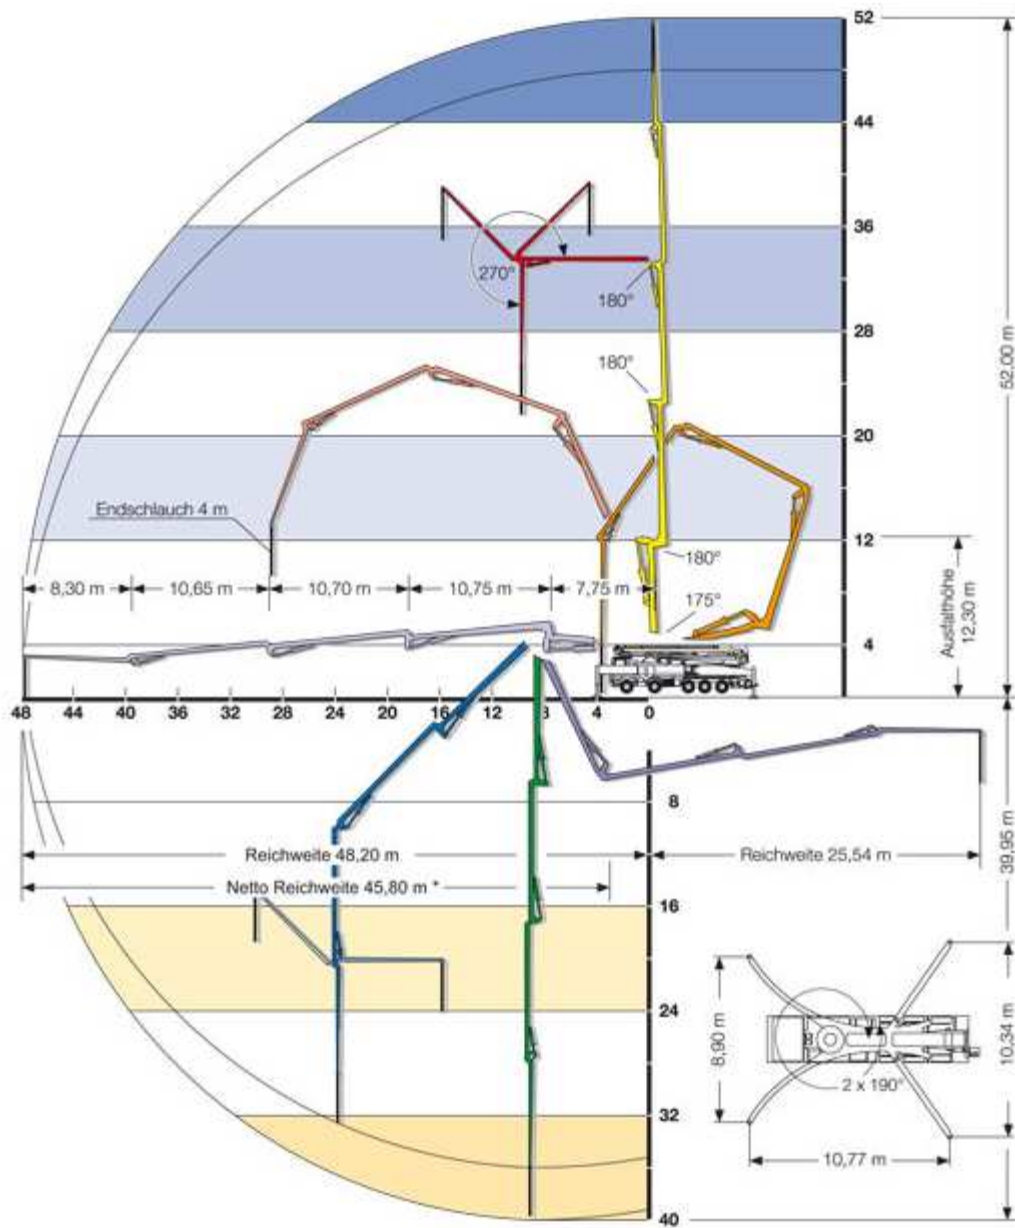 52
44
36
270°
180°
28
52,00 m
180°
20
Endschlauch 4 m
12
180°
8,30 m
10,65 m
10,70 m
10,75 m
7,75 m
175°
Ausfalthöhe
12,30 m
4
48 44 40 36 32 28 24 20 16 12 8 4 0
8
39,95 m
Reichweite 48,20 m
Reichweite 25,54 m
Netto Reichweite 45,80 m *
16
24
8,90 m
10,34 m
2 x 190°
32
10,77 m
40